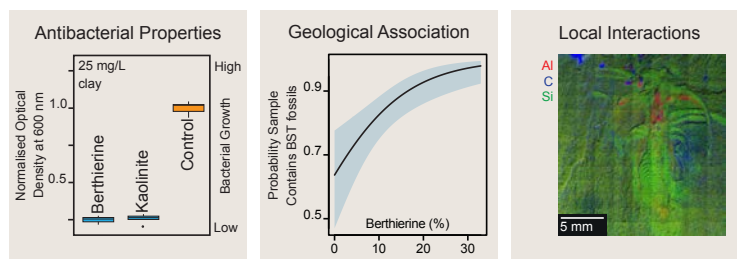 Antibacterial Properties
25 mg/L
clay
Normalised Optical
Density at 600 nm
1.0
0.5
Berthierine
Kaolinite
Control
High
Bacterial Growth
Low
Geological Association
Probability Sample
Contains BST fossils
0.9
0.7
0.5
Berthierine (%)
0 10 20 30
Local Interactions
Al
C
Si
5 mm